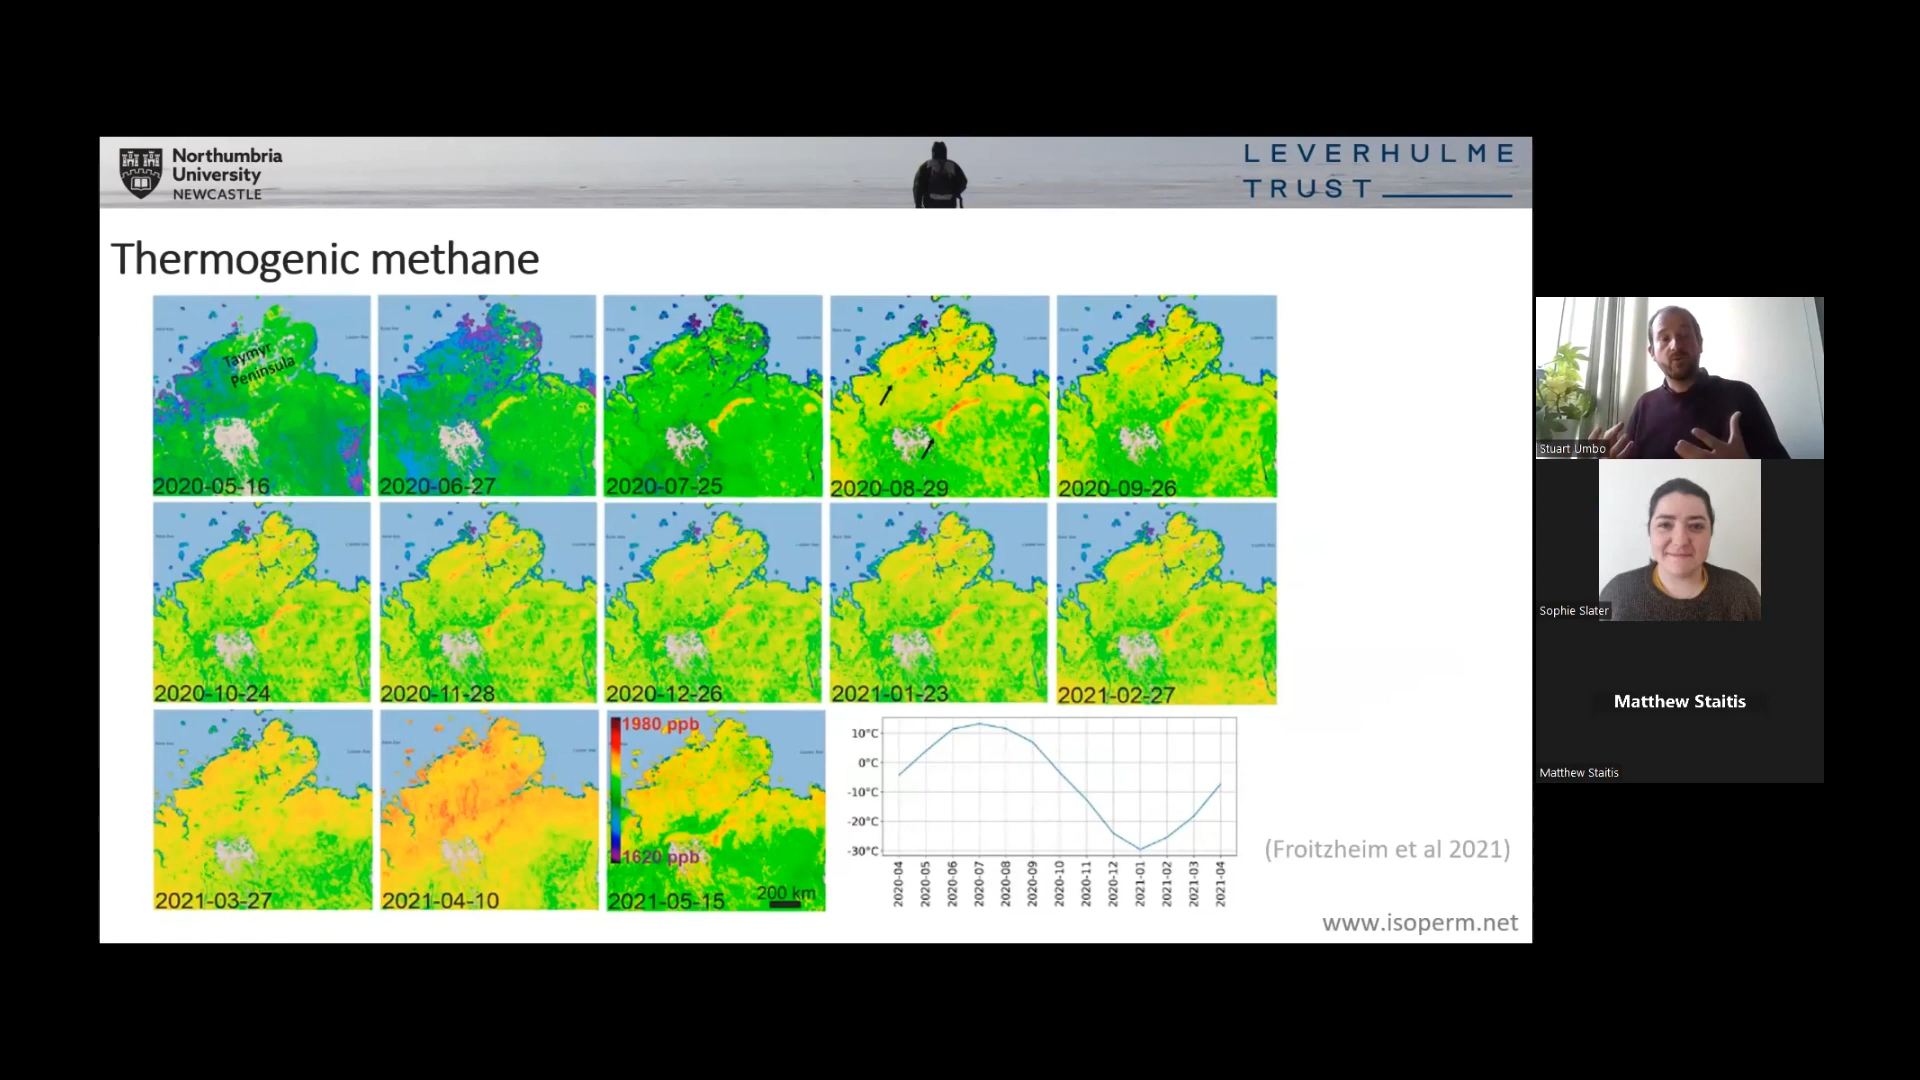 Northumbria
University
NEWCASTLE
LEVERHULME
TRUST
Thermogenic methane
Taymyr
Peninsula
2020-05-16
2020-06-27
2020-07-25
2020-08-29
2020-09-26
2020-10-24
2020-11-28
2020-12-26
2021-01-23
2021-02-27
2021-03-27
2021-04-10
1980 ppb
1620 ppb
200 km
2021-05-15
10°C
0°C
-10°C
-20°C
-30°C
2020-04
2020-05
2020-06
2020-07
2020-08
2020-09
2020-10
2020-11
2020-12
2021-01
2021-02
2021-03
2021-04
(Froitzheim et al 2021)
www.isoperm.net
Stuart Umbo
Sophie Slater
Matthew Staitis
Matthew Staitis